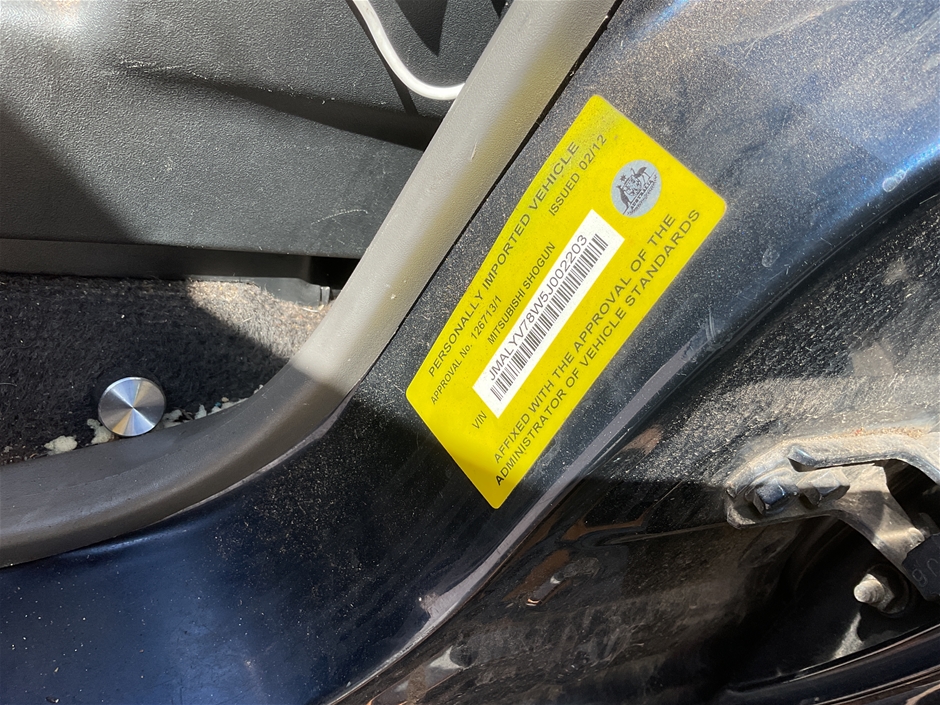 PERSONALLY IMPORTED VEHICLE
APPROVAL No. 126713/1 ISSUED 02/12
MITSUBISHI SHOGUN
VIN JMALYV78W5J002203
AFFIXED WITH THE APPROVAL OF THE
ADMINISTRATOR OF VEHICLE STANDARDS
AUSTRALIA